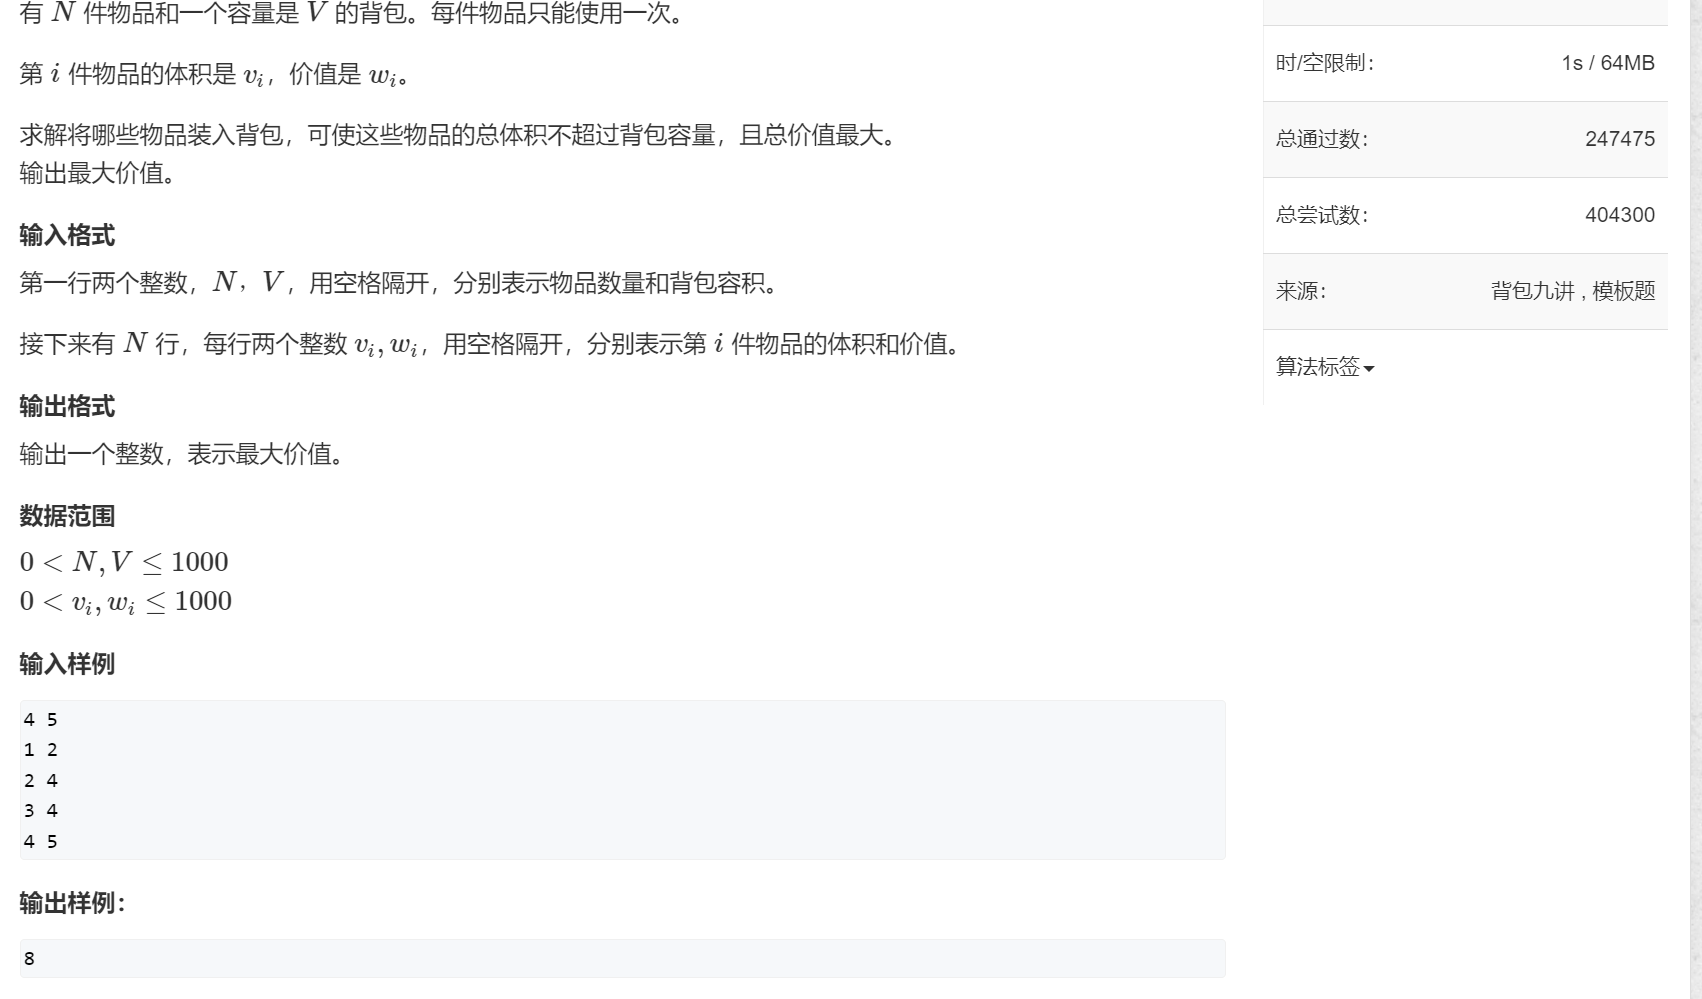 有 N 件物品和一个容量是 V 的背包。每件物品只能使用一次。
第 i 件物品的体积是 vᵢ，价值是 wᵢ。
求解将哪些物品装入背包，可使这些物品的总体积不超过背包容量，且总价值最大。
输出最大价值。
输入格式
第一行两个整数，N，V，用空格隔开，分别表示物品数量和背包容积。
接下来有 N 行，每行两个整数 vᵢ, wᵢ，用空格隔开，分别表示第 i 件物品的体积和价值。
输出格式
输出一个整数，表示最大价值。
数据范围
0 < N, V ≤ 1000
0 < vᵢ, wᵢ ≤ 1000
输入样例
4 5
1 2
2 4
3 4
4 5
输出样例：
8
时/空限制： 1s / 64MB
总通过数： 247475
总尝试数： 404300
来源： 背包九讲 , 模板题
算法标签